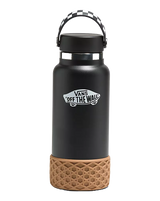 VANS
"OFF THE WALL"